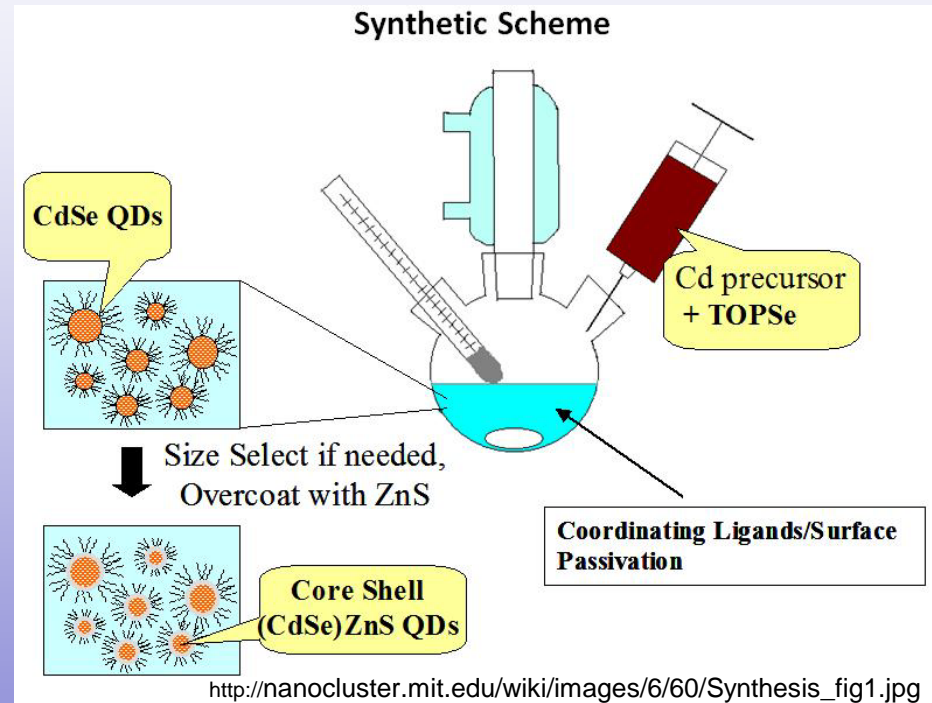 Synthetic Scheme
CdSe QDs
Cd precursor
+ TOPSe
Size Select if needed,
Overcoat with ZnS
Coordinating Ligands/Surface
Passivation
Core Shell
(CdSe)ZnS QDs
http://nanocluster.mit.edu/wiki/images/6/60/Synthesis_fig1.jpg